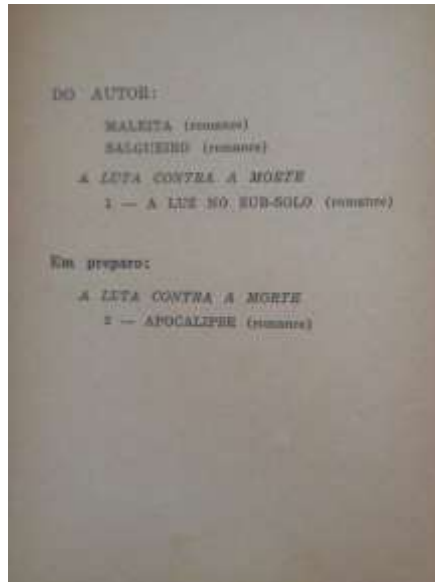 DO AUTOR:
MALEITA (romance)
SALGUEIRO (romance)
A LUTA CONTRA A MORTE
1 — A LUZ NO SUB-SOLO (romance)
Em preparo:
A LUTA CONTRA A MORTE
2 — APOCALIPSE (romance)